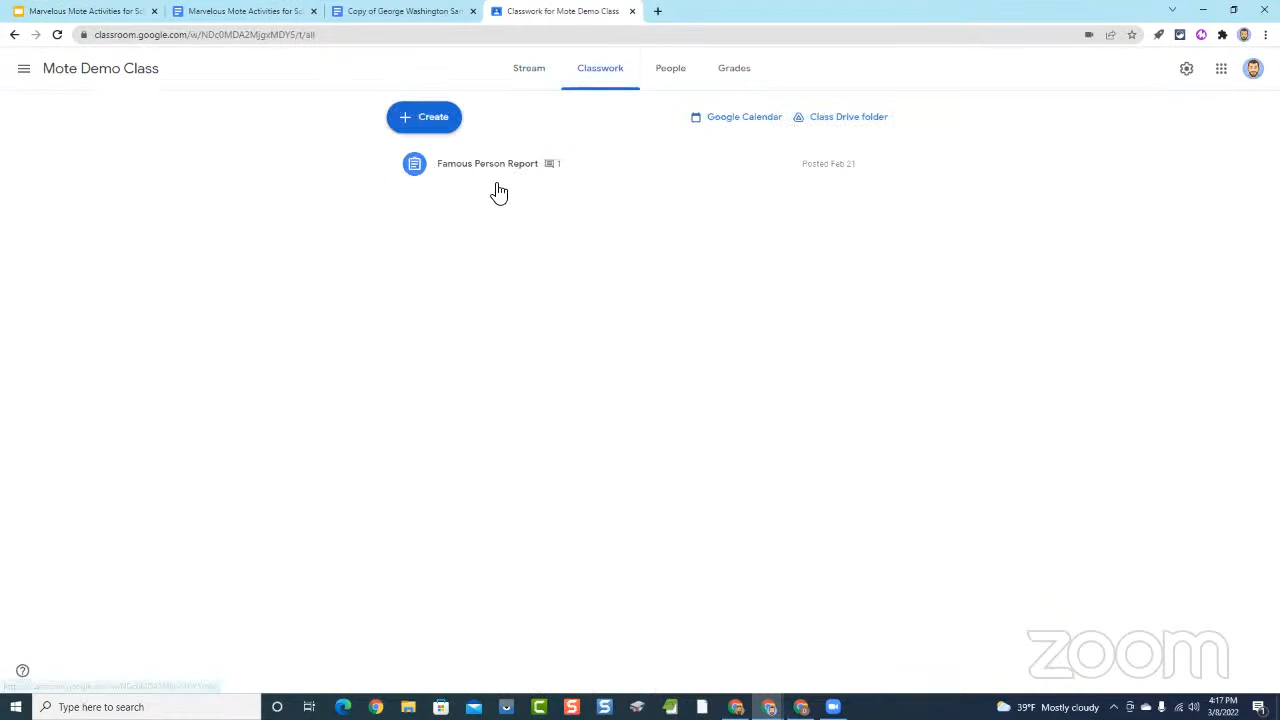 Marvelous Mote Activities for Sc
Marvelous Mote Activities for Sc
Copy of George Washington Sar
Classwork for Mote Demo Class
classroom.google.com/w/NDc0MDA2MjgxMDY5/t/all
Mote Demo Class
Stream
Classwork
People
Grades
Create
Google Calendar
Class Drive folder
Famous Person Report
1
Posted Feb 21
zoom
Type here to search
39°F Mostly cloudy
4:17 PM
3/8/2022